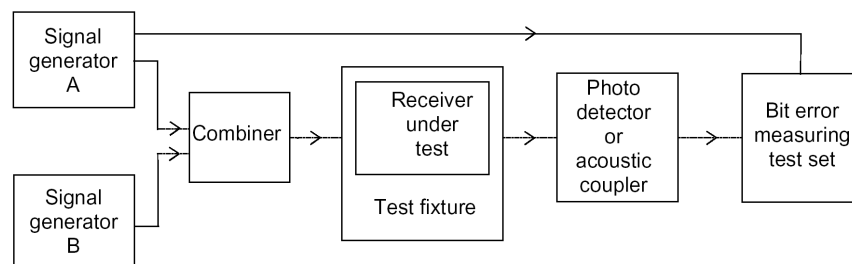 Signal
generator
A
Combiner
Signal
generator
B
Receiver
under
test
Test fixture
Photo
detector
or
acoustic
coupler
Bit error
measuring
test set